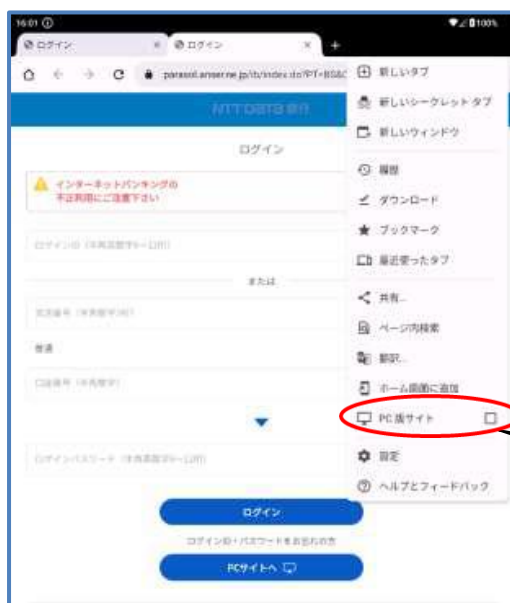 16:01
100%
ログイン
ログイン
parasol.anser.ne.jp/ib/index.do?PT=BS&C
新しいタブ
新しいシークレット タブ
新しいウィンドウ
履歴
ダウンロード
ブックマーク
最近使ったタブ
共有...
ページ内検索
翻訳...
ホーム画面に追加
PC 版サイト
設定
ヘルプとフィードバック
NTT DATA 銀行
ログイン
インターネットバンキングの
不正利用にご注意下さい
ログインID（半角英数字6〜12桁）
または
支店番号（半角数字3桁）
普通
口座番号（半角数字）
ログインパスワード（半角英数字6〜12桁）
ログイン
ログインID・パスワードをお忘れの方
PCサイトへ